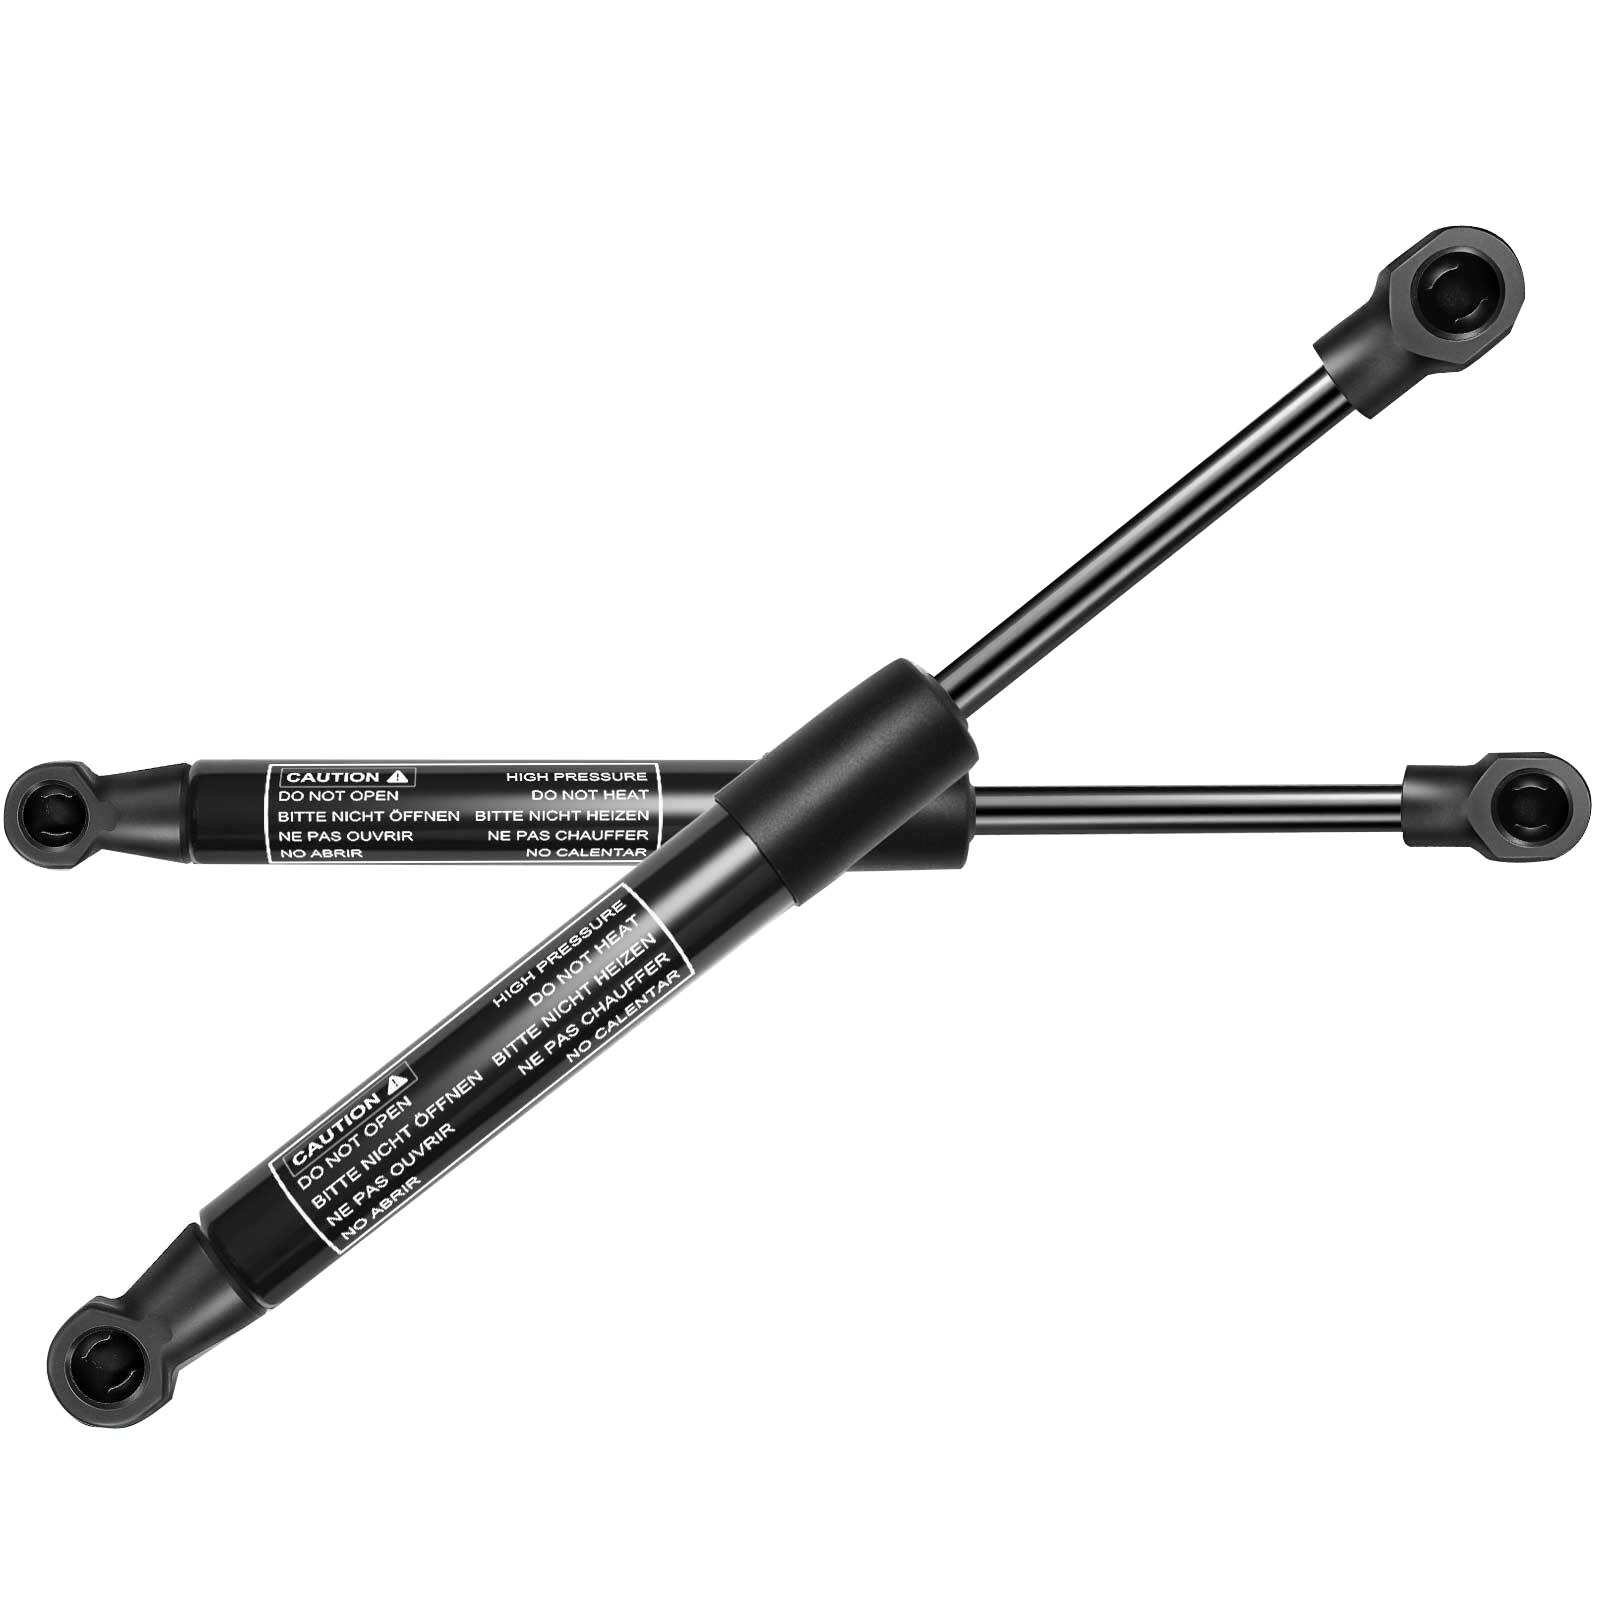 CAUTION HIGH PRESSURE
DO NOT OPEN DO NOT HEAT
BITTE NICHT ÖFFNEN BITTE NICHT HEIZEN
NE PAS OUVRIR NE PAS CHAUFFER
NO ABRIR NO CALENTAR
CAUTION HIGH PRESSURE
DO NOT OPEN DO NOT HEAT
BITTE NICHT ÖFFNEN BITTE NICHT HEIZEN
NE PAS OUVRIR NE PAS CHAUFFER
NO ABRIR NO CALENTAR